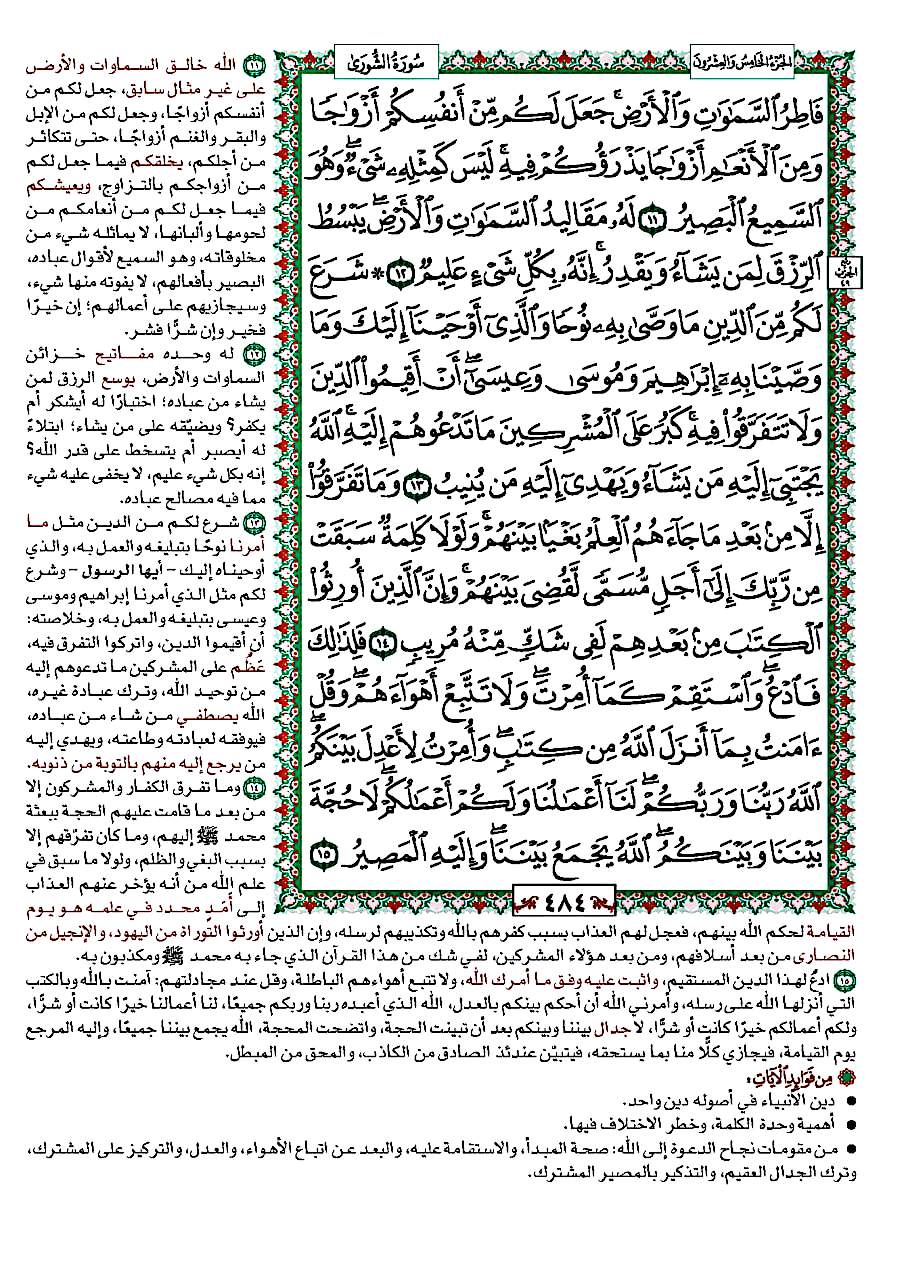 الجزء الخامس والعشرون
سورة الشورى
فَاطِرُ السَّمَٰوَٰتِ وَالْأَرْضِ ۚ جَعَلَ لَكُم مِّنْ أَنفُسِكُمْ أَزْوَٰجًا
وَمِنَ الْأَنْعَٰمِ أَزْوَٰجًا يَذْرَؤُكُمْ فِيهِ ۚ لَيْسَ كَمِثْلِهِۦ شَىْءٌ ۖ وَهُوَ
السَّمِيعُ الْبَصِيرُ ١١ لَهُۥ مَقَالِيدُ السَّمَٰوَٰتِ وَالْأَرْضِ ۖ يَبْسُطُ
الرِّزْقَ لِمَن يَشَآءُ وَيَقْدِرُ ۚ إِنَّهُۥ بِكُلِّ شَىْءٍ عَلِيمٌ ١٢ ۞ شَرَعَ
لَكُم مِّنَ الدِّينِ مَا وَصَّىٰ بِهِۦ نُوحًا وَالَّذِىٓ أَوْحَيْنَآ إِلَيْكَ وَمَا
وَصَّيْنَا بِهِۦٓ إِبْرَٰهِيمَ وَمُوسَىٰ وَعِيسَىٰٓ ۖ أَنْ أَقِيمُوا۟ الدِّينَ
وَلَا تَتَفَرَّقُوا۟ فِيهِ ۚ كَبُرَ عَلَى الْمُشْرِكِينَ مَا تَدْعُوهُمْ إِلَيْهِ ۚ اللَّهُ
يَجْتَبِىٓ إِلَيْهِ مَن يَشَآءُ وَيَهْدِىٓ إِلَيْهِ مَن يُنِيبُ ١٣ وَمَا تَفَرَّقُوٓا۟
إِلَّا مِنۢ بَعْدِ مَا جَآءَهُمُ الْعِلْمُ بَغْيًۢا بَيْنَهُمْ ۚ وَلَوْلَا كَلِمَةٌ سَبَقَتْ
مِن رَّبِّكَ إِلَىٰٓ أَجَلٍ مُّسَمًّى لَّقُضِىَ بَيْنَهُمْ ۚ وَإِنَّ الَّذِينَ أُورِثُوا۟
الْكِتَٰبَ مِنۢ بَعْدِهِمْ لَفِى شَكٍّ مِّنْهُ مُرِيبٍ ١٤ فَلِذَٰلِكَ
فَادْعُ ۖ وَاسْتَقِمْ كَمَآ أُمِرْتَ ۖ وَلَا تَتَّبِعْ أَهْوَآءَهُمْ ۖ وَقُلْ
ءَامَنتُ بِمَآ أَنزَلَ اللَّهُ مِن كِتَٰبٍ ۖ وَأُمِرْتُ لِأَعْدِلَ بَيْنَكُمُ ۖ
اللَّهُ رَبُّنَا وَرَبُّكُمْ ۖ لَنَآ أَعْمَٰلُنَا وَلَكُمْ أَعْمَٰلُكُمْ ۖ لَا حُجَّةَ
بَيْنَنَا وَبَيْنَكُمُ ۖ اللَّهُ يَجْمَعُ بَيْنَنَا ۖ وَإِلَيْهِ الْمَصِيرُ ١٥
٤٨٤
الحزب
٤٩
١١ الله خالق السماوات والأرض
على غير مثال سابق، جعل لكم من
أنفسكم أزواجًا، وجعل لكم من الإبل
والبقر والغنم أزواجًا، حتى تتكاثر
من أجلكم، يخلقكم فيما جعل لكم
من أزواجكم بالتزاوج، ويعيشكم
فيما جعل لكم من أنعامكم من
لحومها وألبانها، لا يماثله شيء من
مخلوقاته، وهو السميع لأقوال عباده،
البصير بأفعالهم، لا يفوته منها شيء،
وسيجازيهم على أعمالهم؛ إن خيرًا
فخير وإن شرًّا فشر.
١٢ له وحده مفاتيح خزائن
السماوات والأرض، يوسع الرزق لمن
يشاء من عباده؛ اختبارًا له أيشكر أم
يكفر؟ ويضيّقه على من يشاء؛ ابتلاءً
له أيصبر أم يتسخط على قدر الله؟
إنه بكل شيء عليم، لا يخفى عليه شيء
مما فيه مصالح عباده.
١٣ شرع لكم من الدين مثل ما
أمرنا نوحًا بتبليغه والعمل به، والذي
أوحيناه إليك - أيها الرسول - وشرع
لكم مثل الذي أمرنا إبراهيم وموسى
وعيسى بتبليغه والعمل به، وخلاصته:
أن أقيموا الدين، واتركوا التفرق فيه،
عَظُم على المشركين ما تدعوهم إليه
من توحيد الله، وترك عبادة غيره،
الله يصطفي من شاء من عباده،
فيوفقه لعبادته وطاعته، ويهدي إليه
من يرجع إليه منهم بالتوبة من ذنوبه.
١٤ وما تفرق الكفار والمشركون إلا
من بعد ما قامت عليهم الحجة ببعثة
محمد ﷺ إليهم، وما كان تفرّقهم إلا
بسبب البغي والظلم، ولولا ما سبق في
علم الله من أنه يؤخر عنهم العذاب
إلى أَمَدٍ محدد في علمه هو يوم
القيامة لحكم الله بينهم، فعجل لهم العذاب بسبب كفرهم بالله وتكذيبهم لرسله، وإن الذين أورثوا التوراة من اليهود، والإنجيل من
النصارى من بعد أسلافهم، ومن بعد هؤلاء المشركين، لفي شك من هذا القرآن الذي جاء به محمد ﷺ ومكذبون به.
١٥ ادعُ لهذا الدين المستقيم، واثبت عليه وفق ما أمرك الله، ولا تتبع أهواءهم الباطلة، وقل عند مجادلتهم: آمنت بالله وبالكتب
التي أنزلها الله على رسله، وأمرني الله أن أحكم بينكم بالعدل، الله الذي أعبده ربنا وربكم جميعًا، لنا أعمالنا خيرًا كانت أو شرًّا،
ولكم أعمالكم خيرًا كانت أو شرًّا، لا جدال بيننا وبينكم بعد أن تبينت الحجة، واتضحت المحجة، الله يجمع بيننا جميعًا، وإليه المرجع
يوم القيامة، فيجازي كلًّا منا بما يستحقه، فيتبيّن عندئذ الصادق من الكاذب، والمحق من المبطل.
من فوائد الآيات:
• دين الأنبياء في أصوله دين واحد.
• أهمية وحدة الكلمة، وخطر الاختلاف فيها.
• من مقومات نجاح الدعوة إلى الله: صحة المبدأ، والاستقامة عليه، والبعد عن اتباع الأهواء، والعدل، والتركيز على المشترك،
وترك الجدال العقيم، والتذكير بالمصير المشترك.